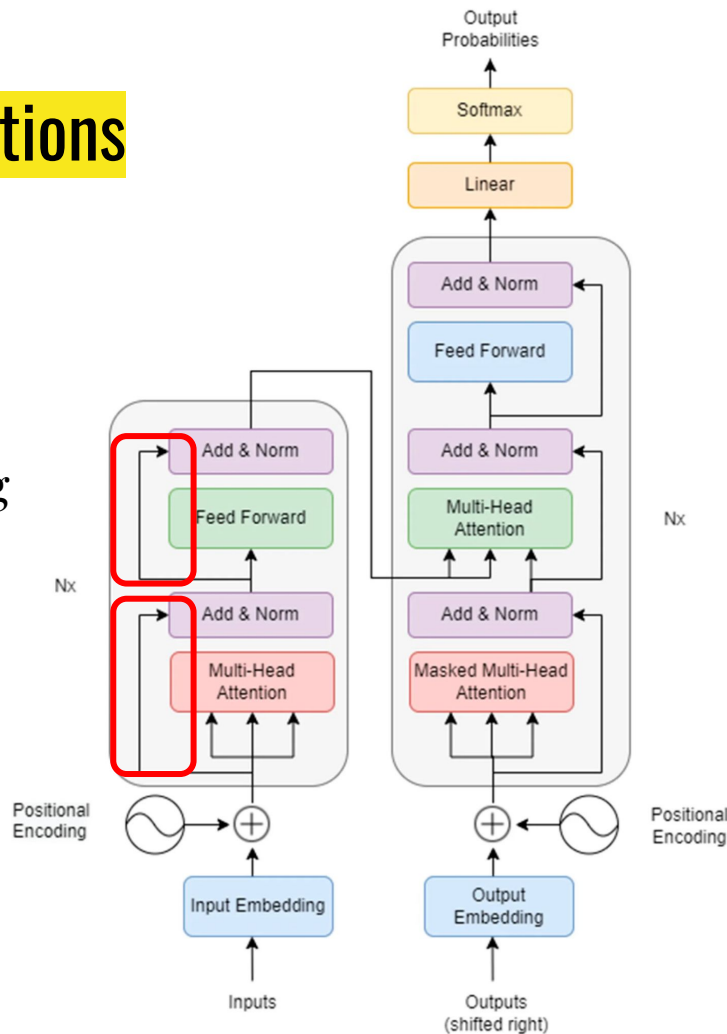 tions
g
Output
Probabilities
Softmax
Linear
Add & Norm
Feed Forward
Add & Norm
Multi-Head
Attention
Add & Norm
Masked Multi-Head
Attention
Nx
Add & Norm
Feed Forward
Nx
Add & Norm
Multi-Head
Attention
Positional
Encoding
Positional
Encoding
Input Embedding
Output
Embedding
Inputs
Outputs
(shifted right)